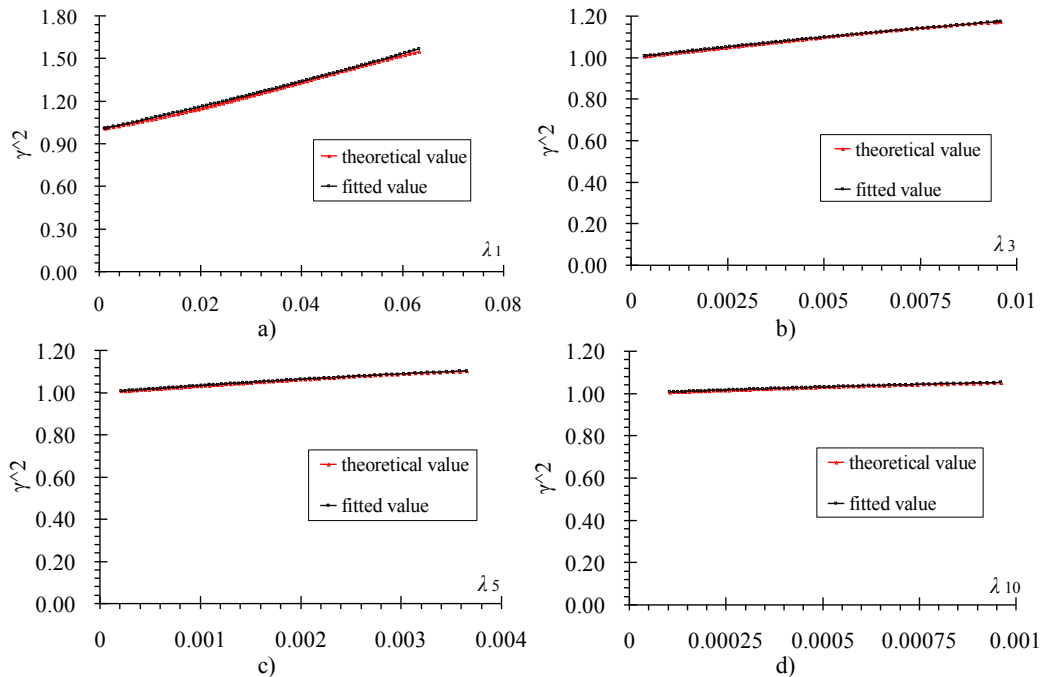 1.80
1.50
1.20
0.90
0.60
0.30
0.00
γ^2
theoretical value
fitted value
λ1
0
0.02
0.04
0.06
0.08
a)
1.20
1.00
0.80
0.60
0.40
0.20
0.00
γ^2
theoretical value
fitted value
λ3
0
0.0025
0.005
0.0075
0.01
b)
1.20
1.00
0.80
0.60
0.40
0.20
0.00
γ^2
theoretical value
fitted value
λ5
0
0.001
0.002
0.003
0.004
c)
1.20
1.00
0.80
0.60
0.40
0.20
0.00
γ^2
theoretical value
fitted value
λ10
0
0.00025
0.0005
0.00075
0.001
d)